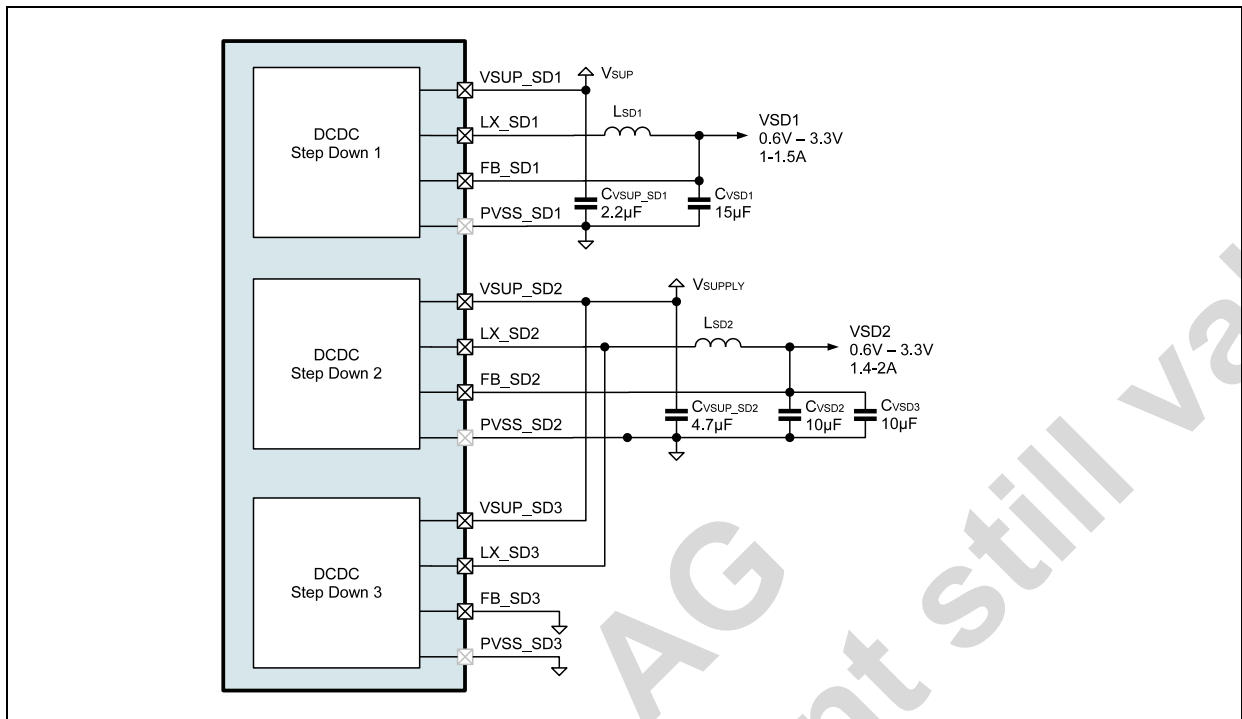 DCDC
Step Down 1
VSUP_SD1
LX_SD1
FB_SD1
PVSS_SD1
VSUP
LSD1
VSD1
0.6V – 3.3V
1-1.5A
CVSUP_SD1
2.2µF
CVSD1
15µF
DCDC
Step Down 2
VSUP_SD2
LX_SD2
FB_SD2
PVSS_SD2
VSUPPLY
LSD2
VSD2
0.6V – 3.3V
1.4-2A
CVSUP_SD2
4.7µF
CVSD2
10µF
CVSD3
10µF
DCDC
Step Down 3
VSUP_SD3
LX_SD3
FB_SD3
PVSS_SD3
AG
still